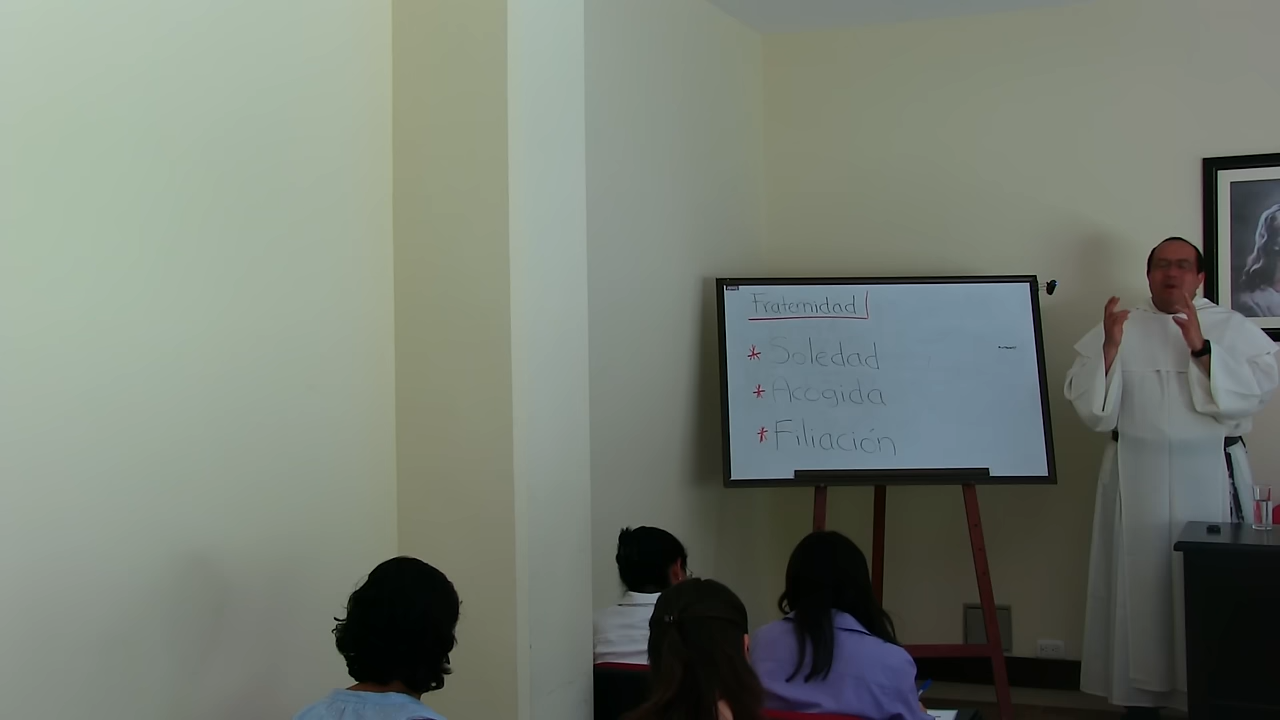 Fraternidad
* Soledad
* Acogida
* Filiación